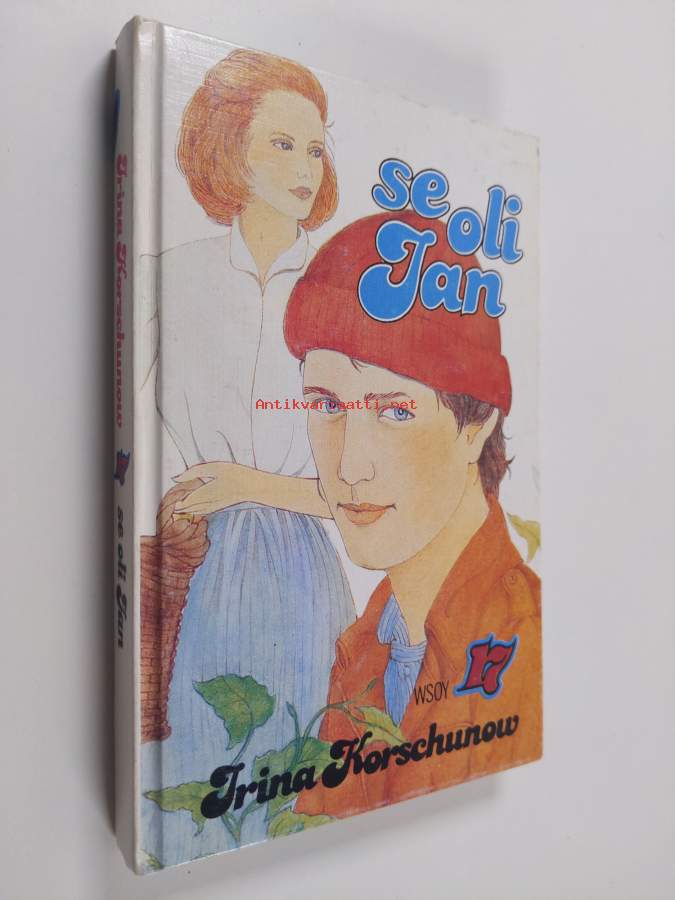 se
oli
Jan
Antikvariaatti.net
WSOY 17
Irina Korschunow
Irina Korschunow 17 se oli Jan